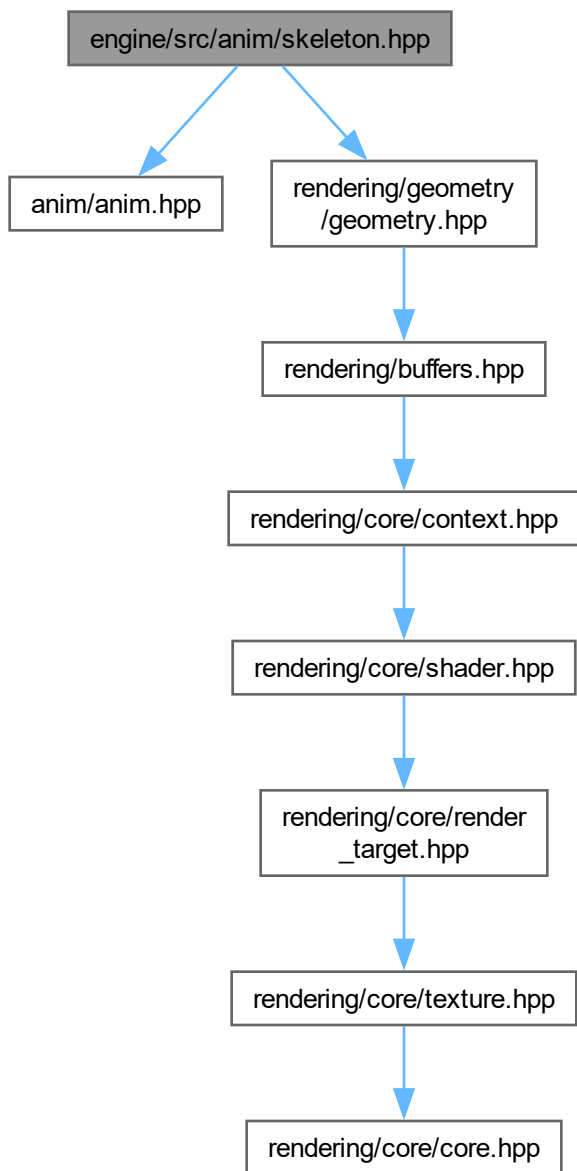 engine/src/anim/skeleton.hpp
anim/anim.hpp
rendering/geometry
/geometry.hpp
rendering/buffers.hpp
rendering/core/context.hpp
rendering/core/shader.hpp
rendering/core/render
_target.hpp
rendering/core/texture.hpp
rendering/core/core.hpp